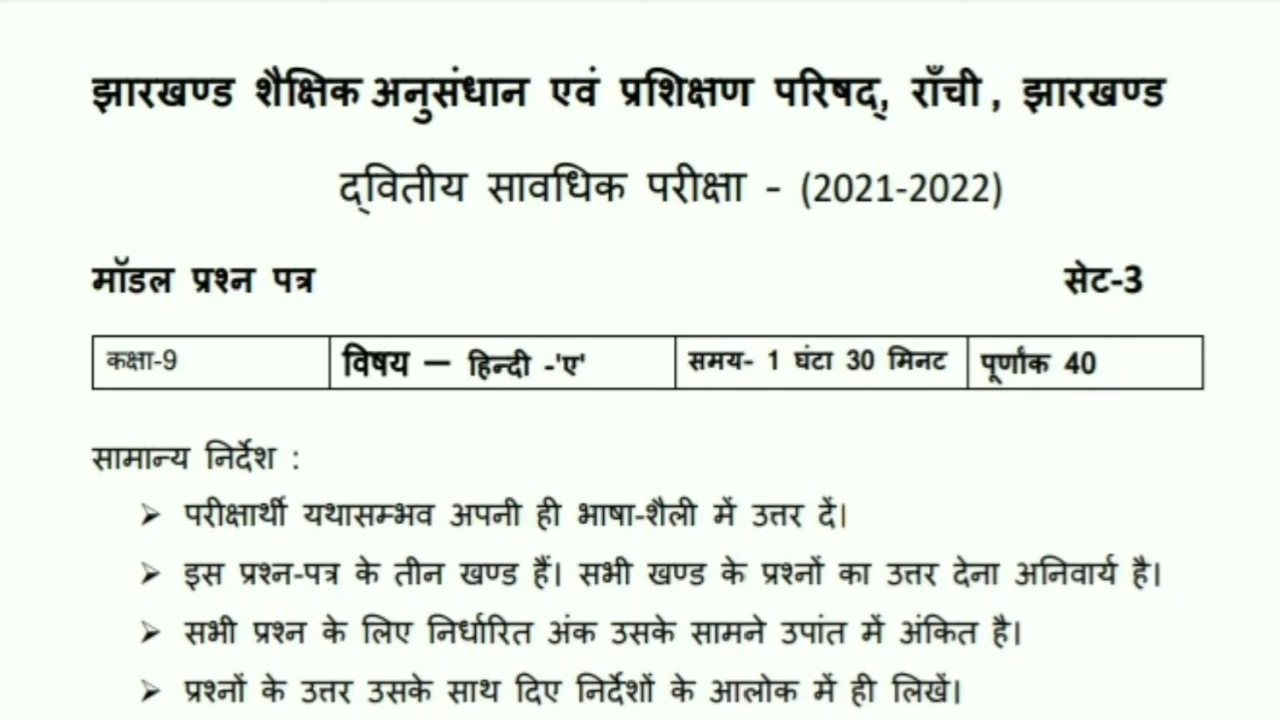 झारखण्ड शैक्षिक अनुसंधान एवं प्रशिक्षण परिषद्, राँची, झारखण्ड
द्वितीय सावधिक परीक्षा - (2021-2022)
मॉडल प्रश्न पत्र सेट-3
कक्षा-9 विषय – हिन्दी -'ए' समय- 1 घंटा 30 मिनट पूर्णांक 40
सामान्य निर्देश :
➢ परीक्षार्थी यथासम्भव अपनी ही भाषा-शैली में उत्तर दें।
➢ इस प्रश्न-पत्र के तीन खण्ड हैं। सभी खण्ड के प्रश्नों का उत्तर देना अनिवार्य है।
➢ सभी प्रश्न के लिए निर्धारित अंक उसके सामने उपांत में अंकित है।
➢ प्रश्नों के उत्तर उसके साथ दिए निर्देशों के आलोक में ही लिखें।